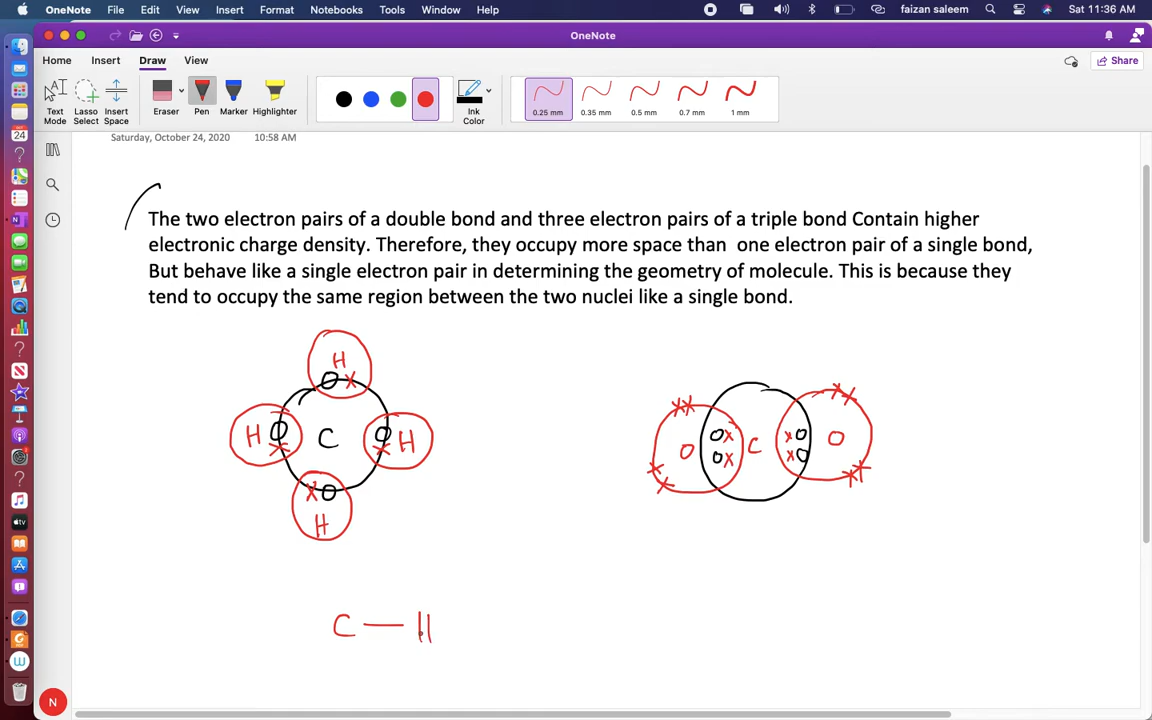 OneNote File Edit View Insert Format Notebooks Tools Window Help faizan saleem Sat 11:36 AM
OneNote
Home Insert Draw View Share
Text Mode Lasso Select Insert Space Eraser Pen Marker Highlighter Ink Color 0.25 mm 0.35 mm 0.5 mm 0.7 mm 1 mm
Saturday, October 24, 2020 10:58 AM
The two electron pairs of a double bond and three electron pairs of a triple bond Contain higher
electronic charge density. Therefore, they occupy more space than one electron pair of a single bond,
But behave like a single electron pair in determining the geometry of molecule. This is because they
tend to occupy the same region between the two nuclei like a single bond.
H
H C H
H
O C O
C —
N